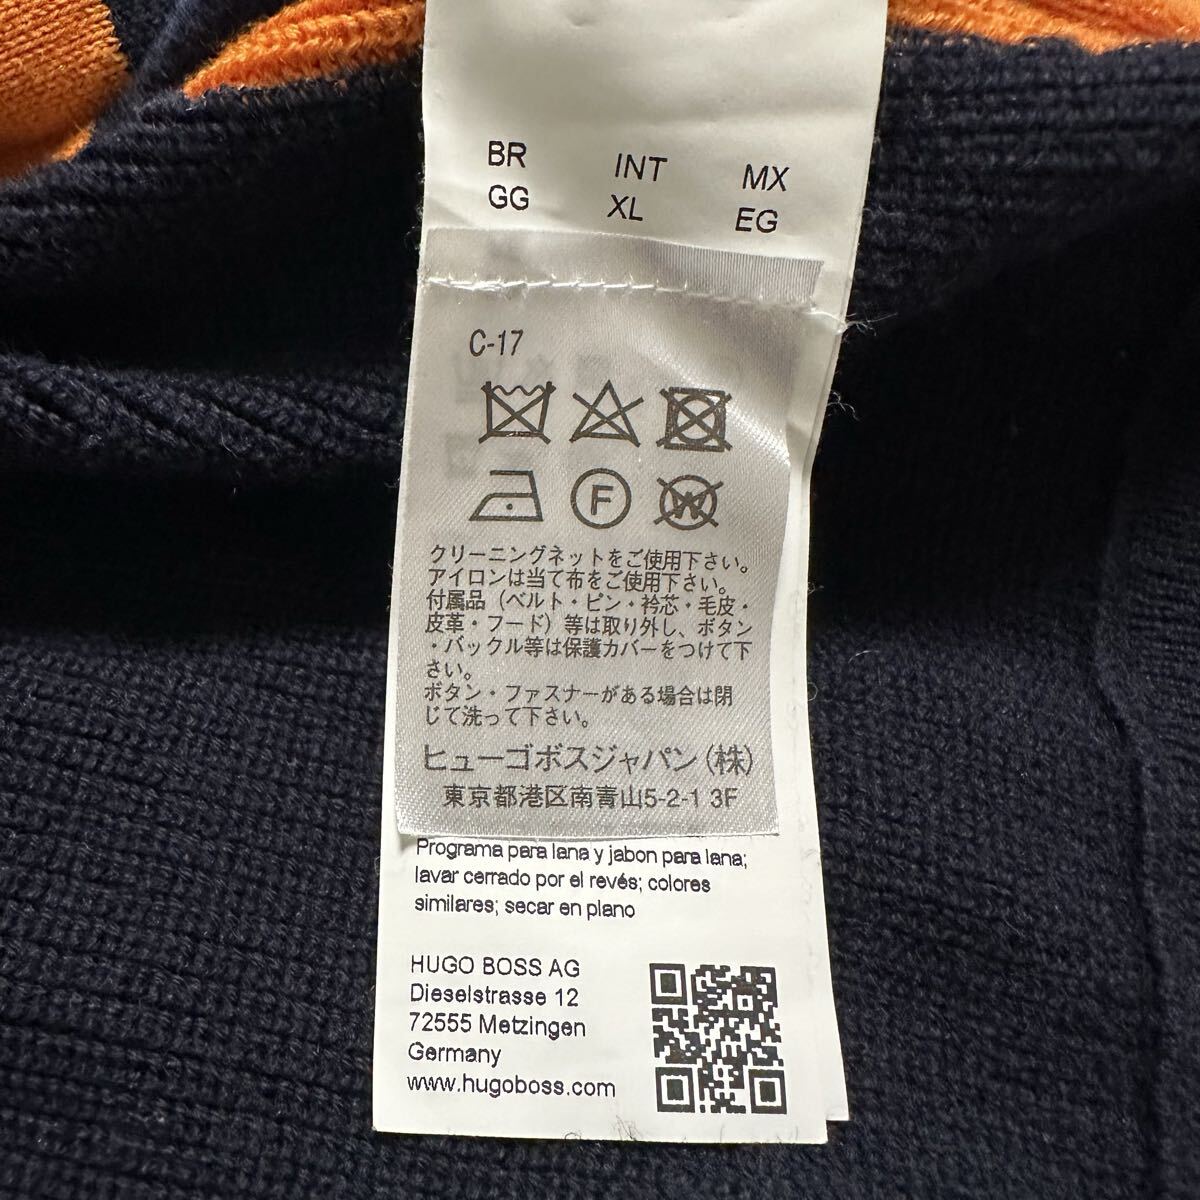 BR INT MX
GG XL EG
C-17
F
W
クリーニングネットをご使用下さい。
アイロンは当て布をご使用下さい。
付属品（ベルト・ピン・衿芯・毛皮・
皮革・フード）等は取り外し、ボタン
・バックル等は保護カバーをつけて下
さい。
ボタン・ファスナーがある場合は閉
じて洗って下さい。
ヒューゴボスジャパン（株）
東京都港区南青山5-2-1 3F
Programa para lana y jabon para lana;
lavar cerrado por el revés; colores
similares; secar en plano
HUGO BOSS AG
Dieselstrasse 12
72555 Metzingen
Germany
www.hugoboss.com